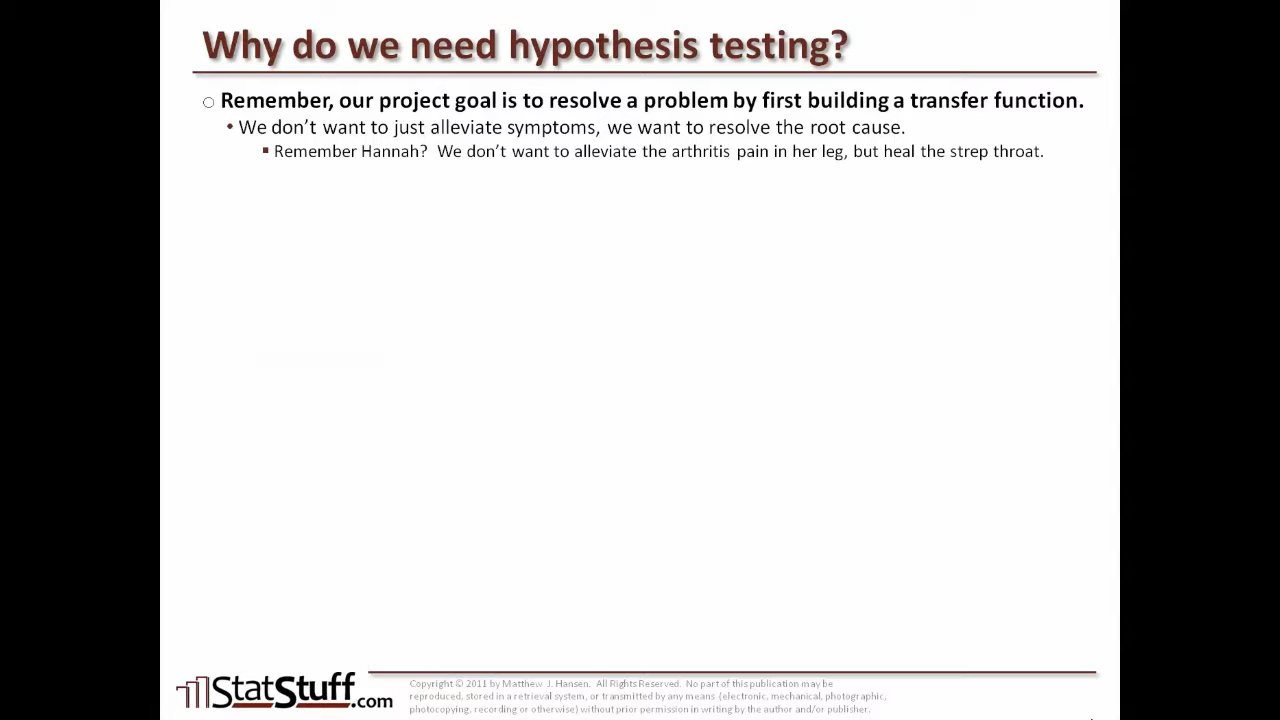 Why do we need hypothesis testing?
Remember, our project goal is to resolve a problem by first building a transfer function.
We don't want to just alleviate symptoms, we want to resolve the root cause.
Remember Hannah? We don't want to alleviate the arthritis pain in her leg, but heal the strep throat.
StatStuff.com
Copyright © 2011 by Matthew J. Hansen. All Rights Reserved. No part of this publication may be
reproduced, stored in a retrieval system, or transmitted by any means (electronic, mechanical, photographic,
photocopying, recording or otherwise) without prior permission in writing by the author and/or publisher.